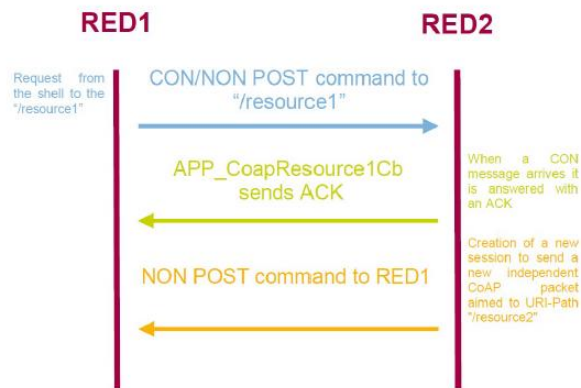 RED1
RED2
Request from
the shell to the
"/resource1"
CON/NON POST command to
"/resource1"
APP_CoapResource1Cb
sends ACK
When a CON
message arrives it
is answered with
an ACK
NON POST command to RED1
Creation of a new
session to send a
new independent
CoAP packet
aimed to URI-Path
"/resource2"